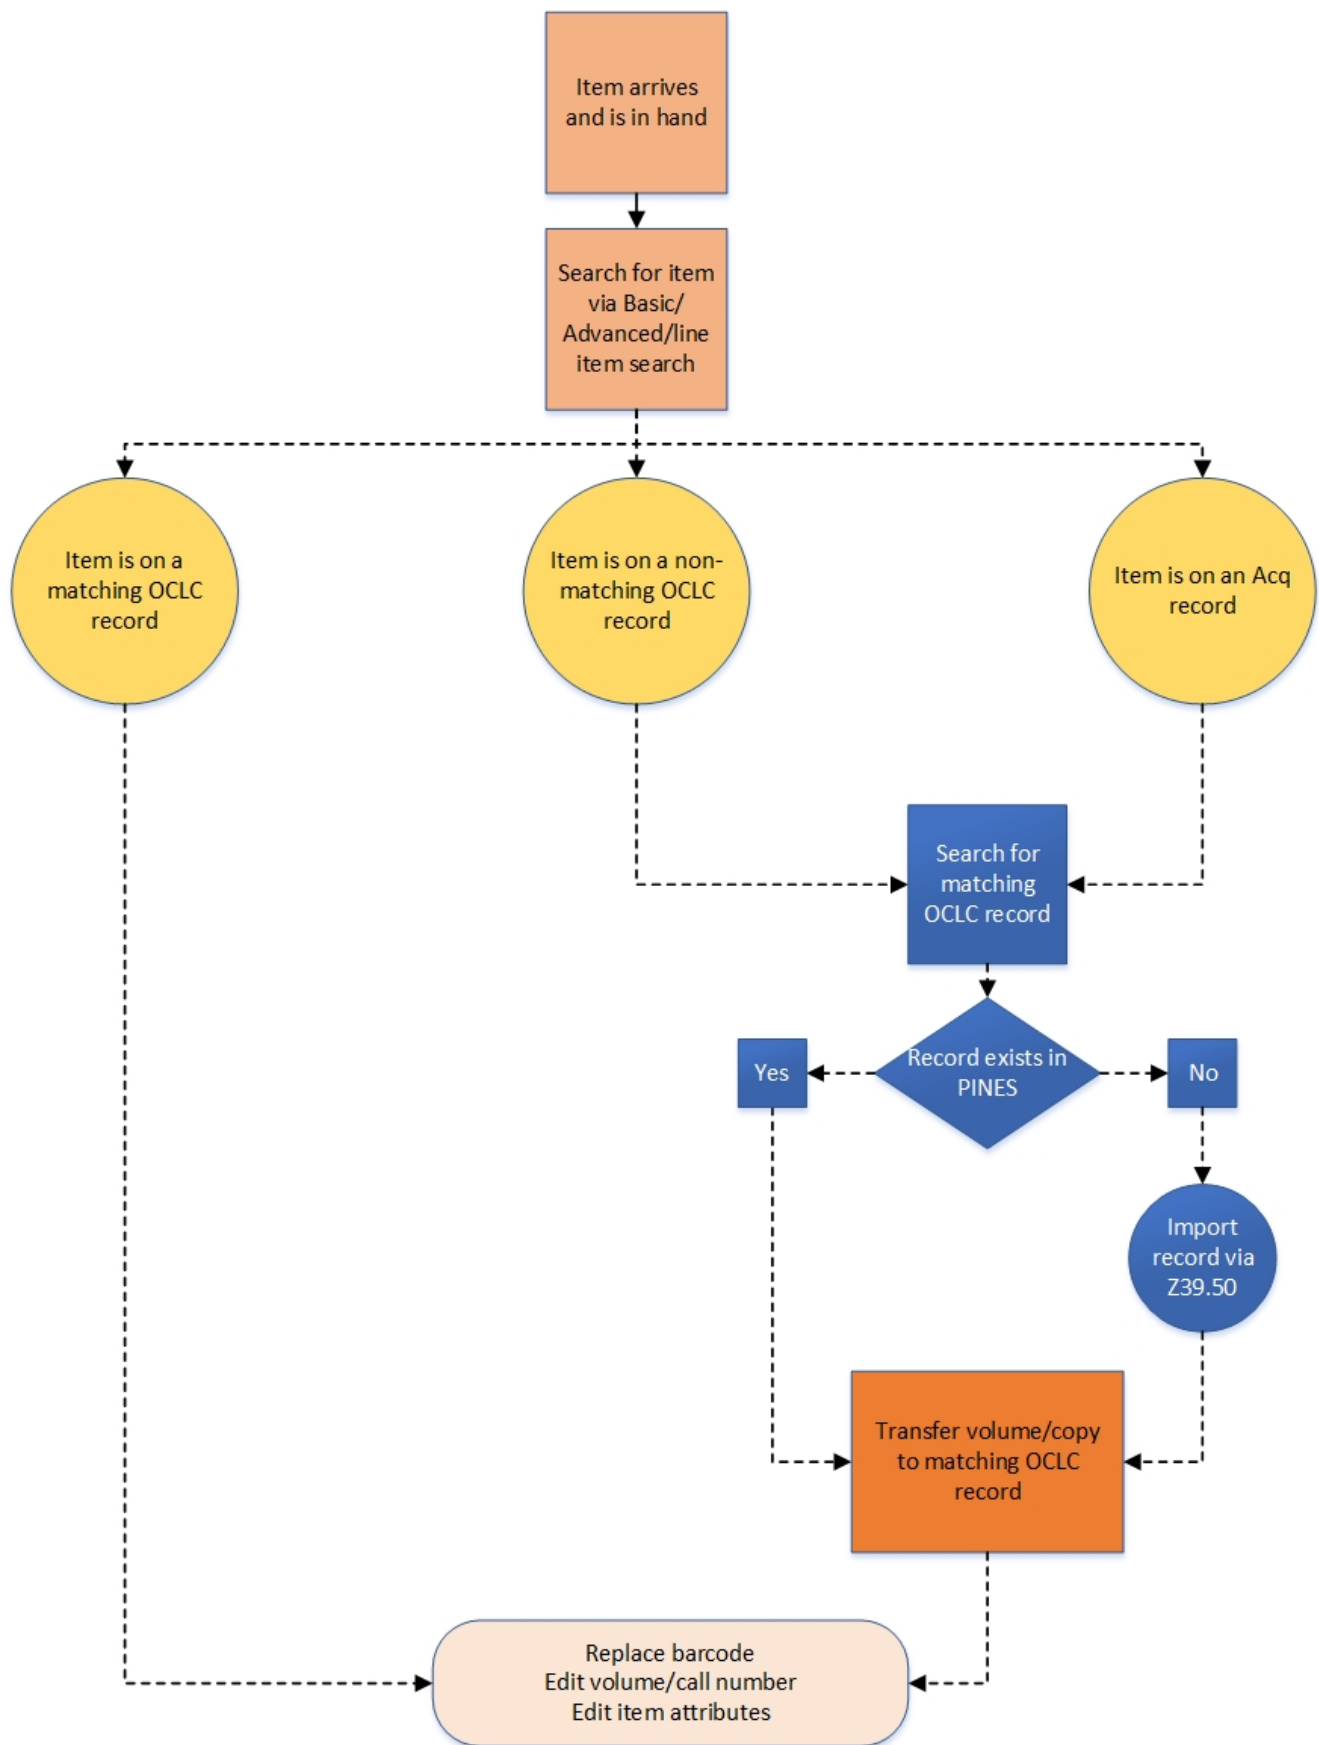 Item arrives
and is in hand
Search for item
via Basic/
Advanced/line
item search
Item is on a
matching OCLC
record
Item is on a non-
matching OCLC
record
Item is on an Acq
record
Search for
matching
OCLC record
Record exists in
PINES
Yes
No
Import
record via
Z39.50
Transfer volume/copy
to matching OCLC
record
Replace barcode
Edit volume/call number
Edit item attributes